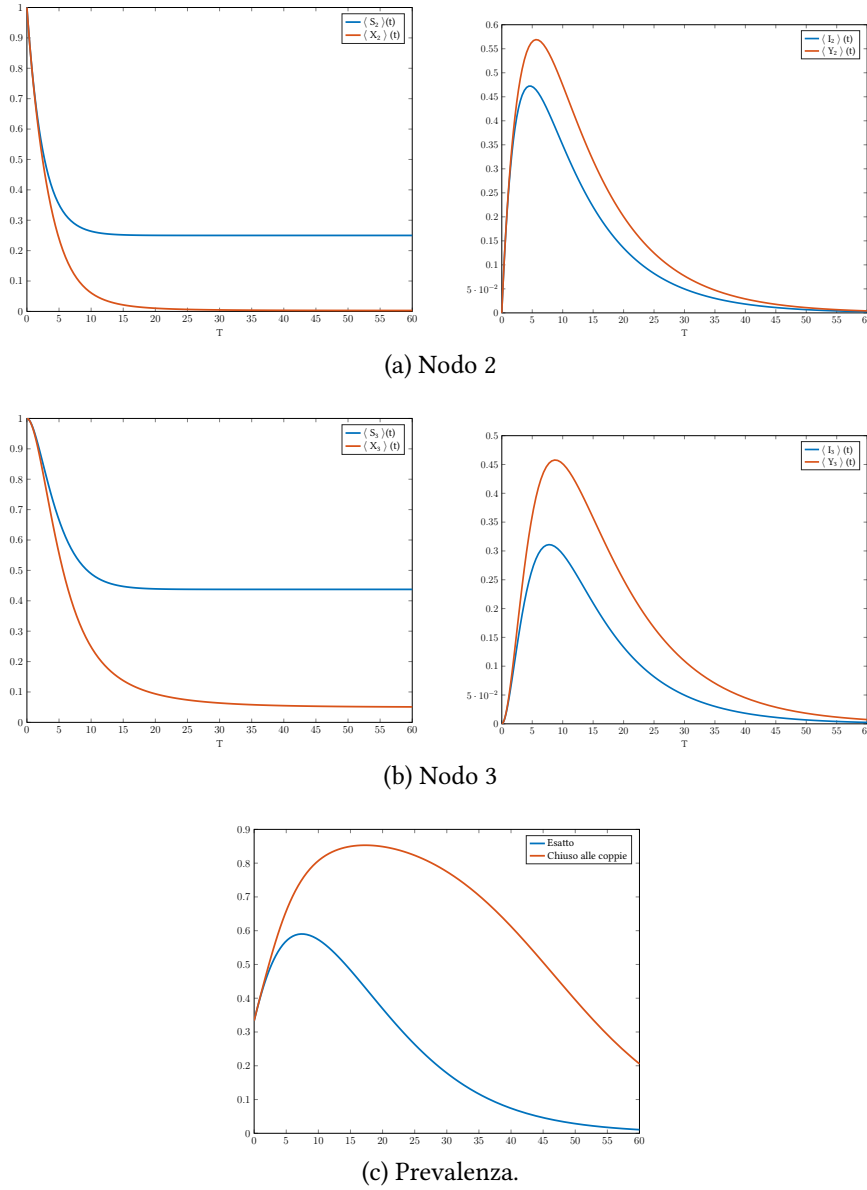 1
0.9
0.8
0.7
0.6
0.5
0.4
0.3
0.2
0.1
0
0 5 10 15 20 25 30 35 40 45 50 55 60
T
⟨ S₂ ⟩(t)
⟨ X₂ ⟩ (t)
0.6
0.55
0.5
0.45
0.4
0.35
0.3
0.25
0.2
0.15
0.1
5 · 10⁻²
0
0 5 10 15 20 25 30 35 40 45 50 55 60
T
⟨ I₂ ⟩ (t)
⟨ Y₂ ⟩ (t)
(a) Nodo 2
1
0.9
0.8
0.7
0.6
0.5
0.4
0.3
0.2
0.1
0
0 5 10 15 20 25 30 35 40 45 50 55 60
T
⟨ S₃ ⟩(t)
⟨ X₃ ⟩ (t)
0.5
0.45
0.4
0.35
0.3
0.25
0.2
0.15
0.1
5 · 10⁻²
0
0 5 10 15 20 25 30 35 40 45 50 55 60
T
⟨ I₃ ⟩ (t)
⟨ Y₃ ⟩ (t)
(b) Nodo 3
0.9
0.8
0.7
0.6
0.5
0.4
0.3
0.2
0.1
0
0 5 10 15 20 25 30 35 40 45 50 55 60
Esatto
Chiuso alle coppie
(c) Prevalenza.